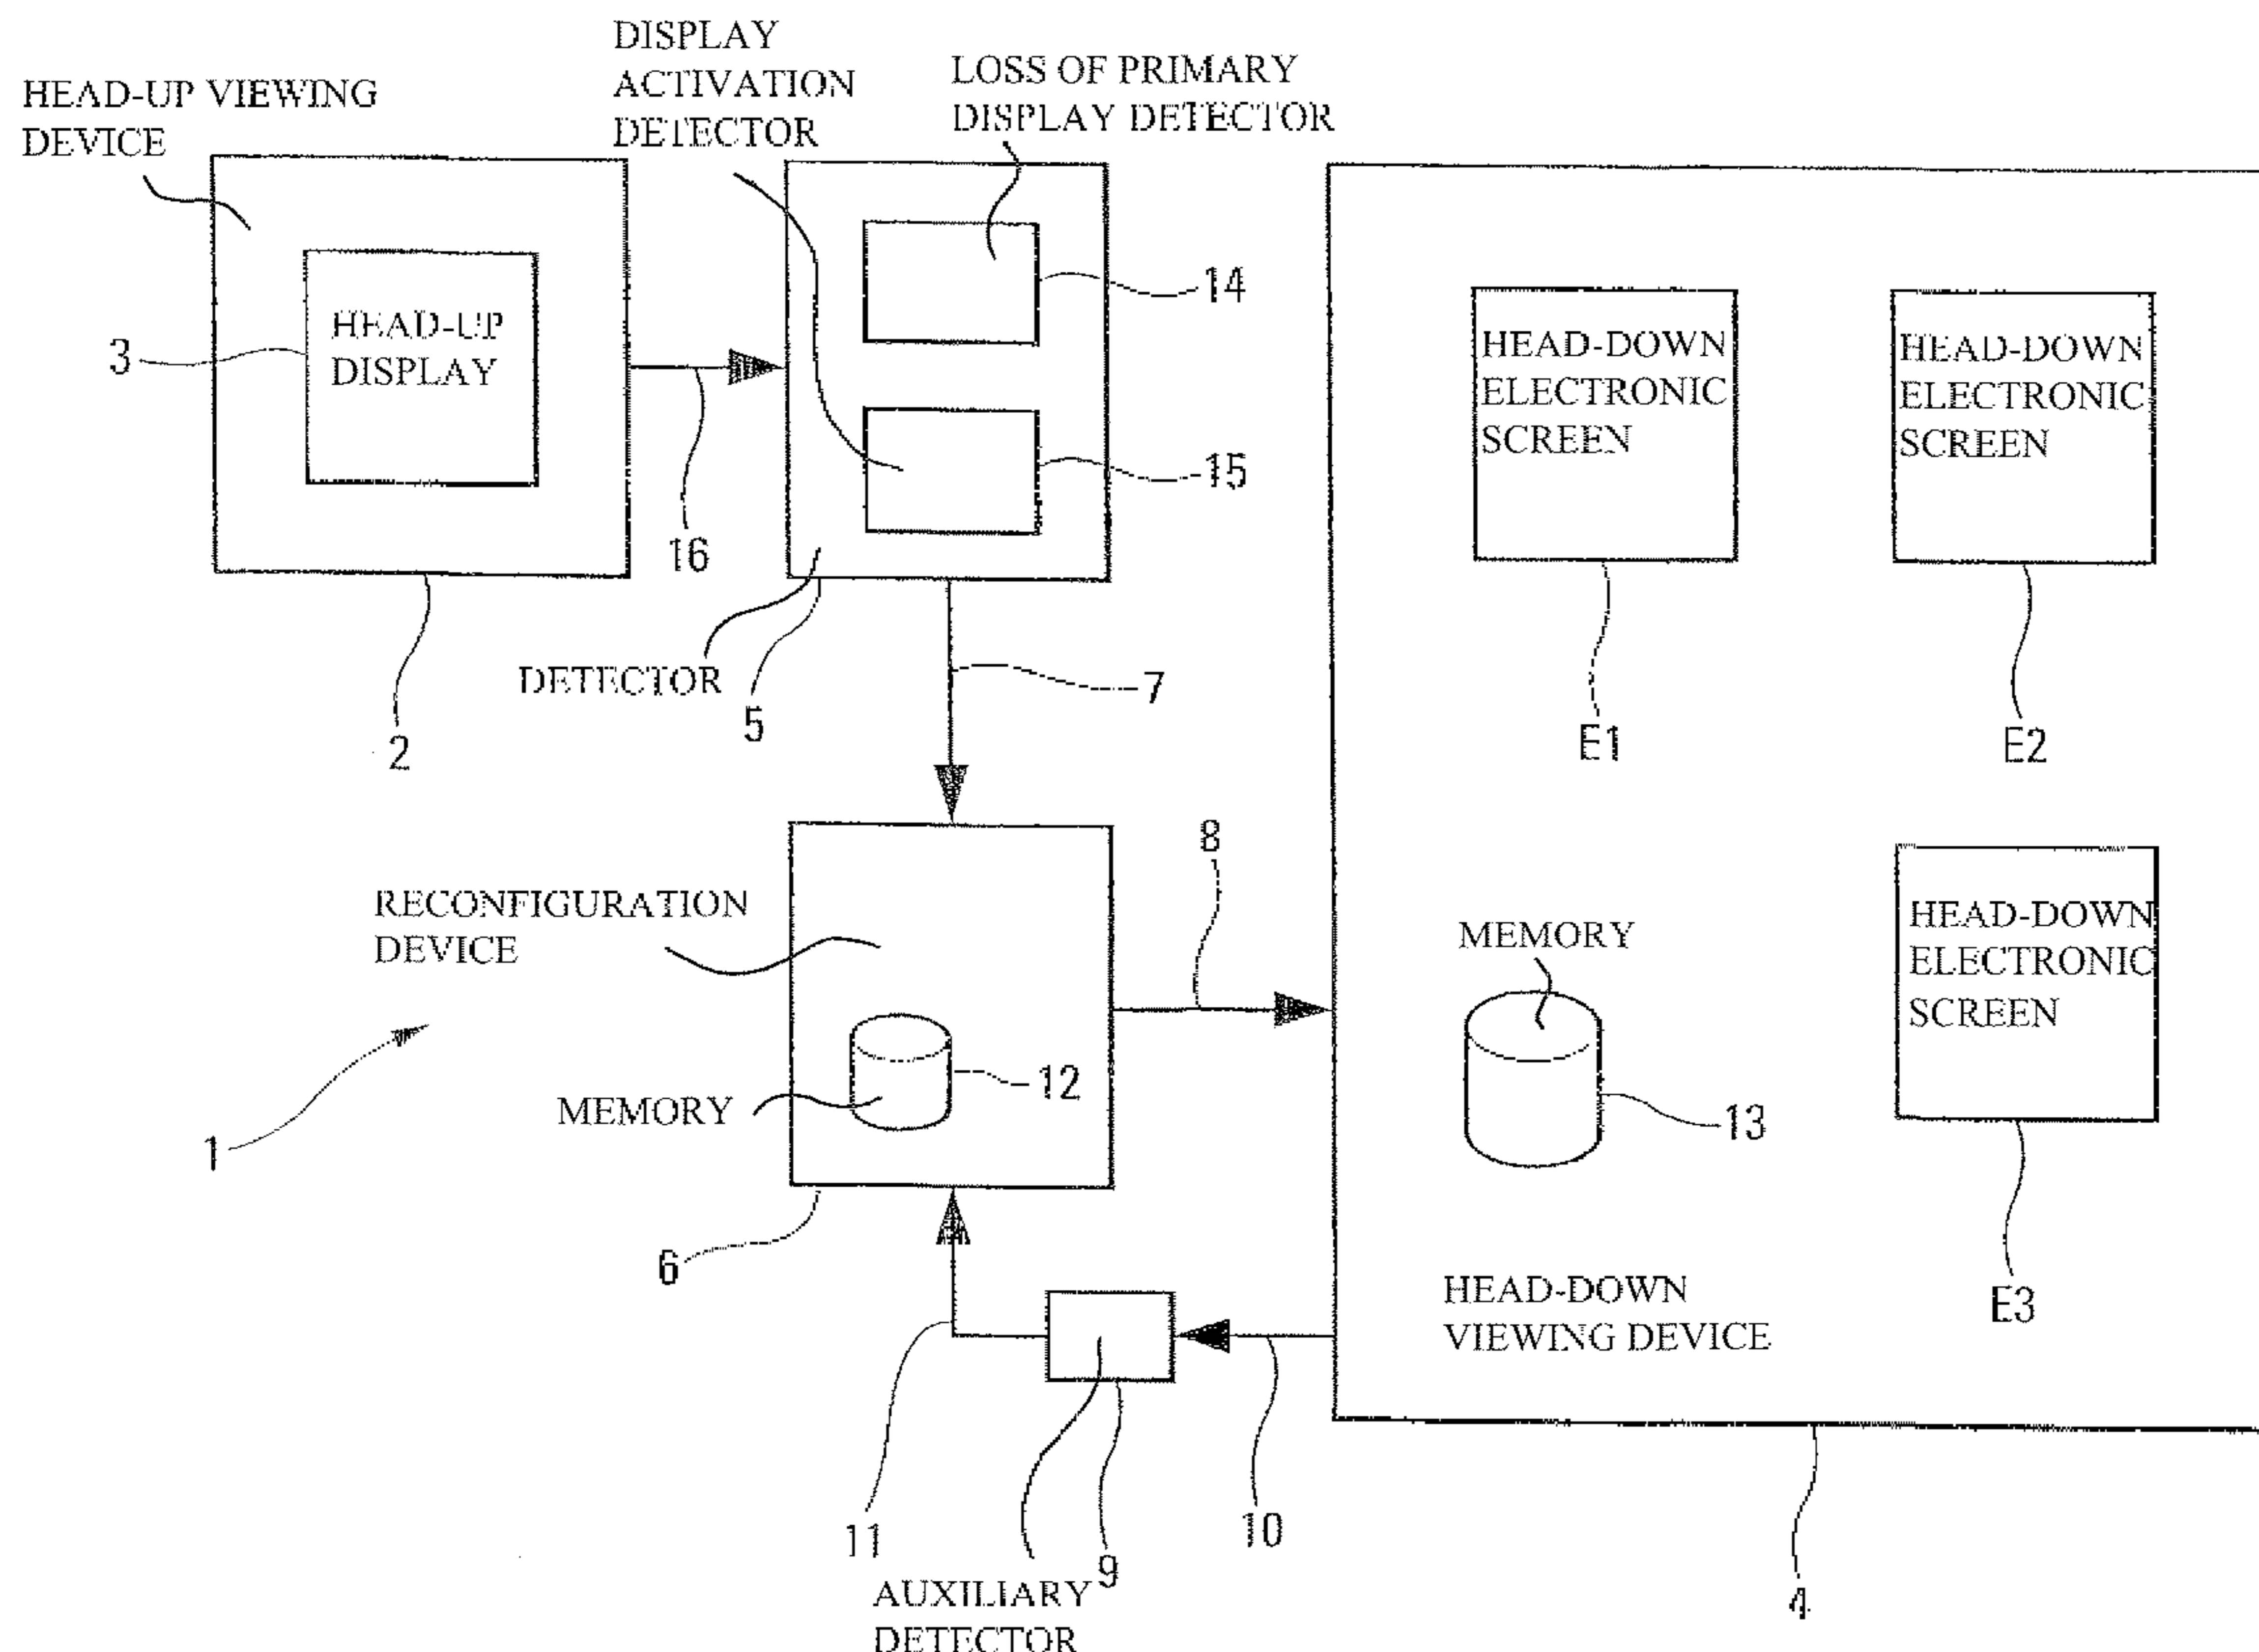 DISPLAY
ACTIVATION
DETECTOR
LOSS OF PRIMARY
DISPLAY DETECTOR
HEAD-UP VIEWING
DEVICE
HEAD-UP
DISPLAY
3
14
15
16
HEAD-DOWN
ELECTRONIC
SCREEN
HEAD-DOWN
ELECTRONIC
SCREEN
DETECTOR
5
7
2
E1
E2
8
RECONFIGURATION
DEVICE
MEMORY
12
MEMORY
13
HEAD-DOWN
ELECTRONIC
SCREEN
1
6
HEAD-DOWN
VIEWING DEVICE
E3
11
10
9
AUXILIARY
DETECTOR
4